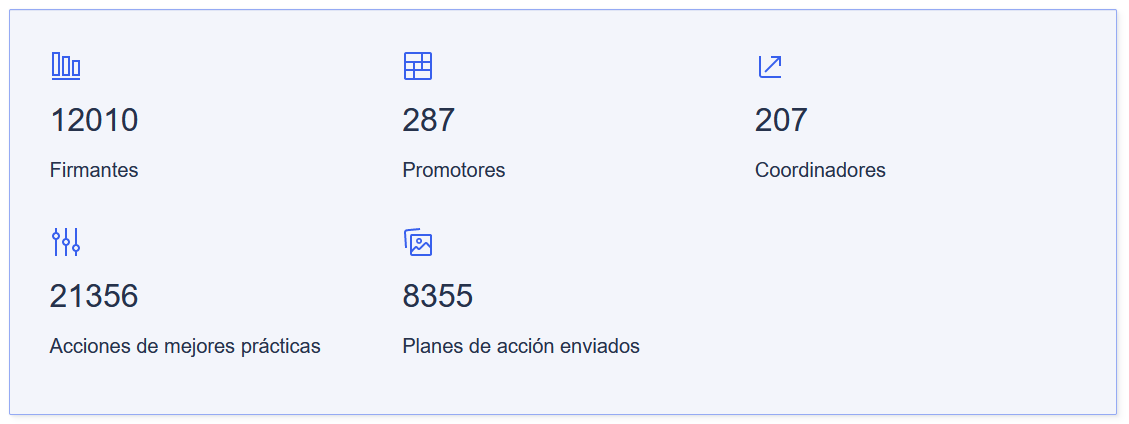 12010
Firmantes
287
Promotores
207
Coordinadores
21356
Acciones de mejores prácticas
8355
Planes de acción enviados